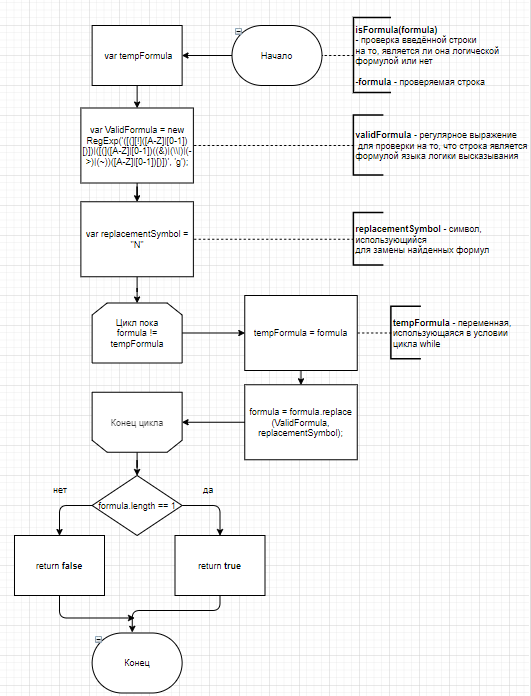 isFormula(formula)
- проверка введённой строки
на то, является ли она логической
формулой или нет
-formula - проверяемая строка
Начало
var tempFormula
var ValidFormula = new
RegExp('([(][!]([A-Z]|[0-1])
[)])|([(]([A-Z]|[0-1])((&)|(\\|)|(-
>)|(~))([A-Z]|[0-1])[)])', 'g');
validFormula - регулярное выражение
для проверки на то, что строка является
формулой языка логики высказывания
var replacementSymbol =
"N"
replacementSymbol - символ,
использующийся
для замены найденных формул
Цикл пока
formula !=
tempFormula
tempFormula = formula
tempFormula - переменная,
использующаяся в условии
цикла while
formula = formula.replace
(ValidFormula,
replacementSymbol);
Конец цикла
formula.length == 1
нет
да
return false
return true
Конец